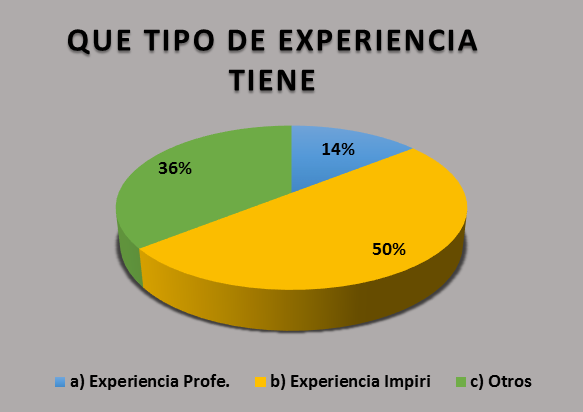 QUE TIPO DE EXPERIENCIA
TIENE
14%
36%
50%
a) Experiencia Profe.
b) Experiencia Impiri
c) Otros